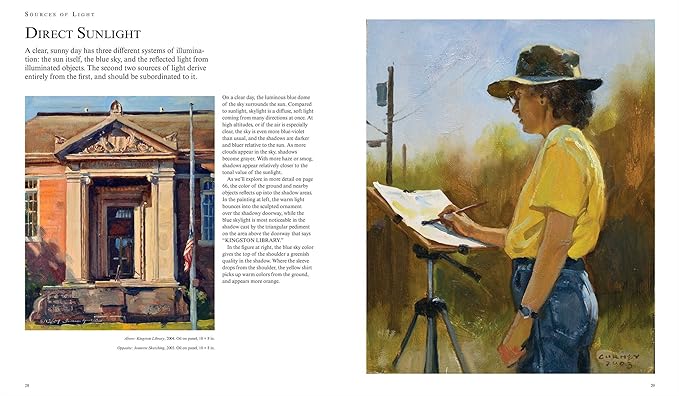 SOURCES OF LIGHT
DIRECT SUNLIGHT
A clear, sunny day has three different systems of illumina-
tion: the sun itself, the blue sky, and the reflected light from
illuminated objects. The second two sources of light derive
entirely from the first, and should be subordinated to it.
On a clear day, the luminous blue dome
of the sky surrounds the sun. Compared
to sunlight, skylight is a diffuse, soft light
coming from many directions at once. At
high altitudes, or if the air is especially
clear, the sky is even more blue-violet
than usual, and the shadows are darker
and bluer relative to the sun. As more
clouds appear in the sky, shadows
become grayer. With more haze or smog,
shadows appear relatively closer to the
tonal value of the sunlight.
As we'll explore in more detail on page
66, the color of the ground and nearby
objects reflects up into the shadow areas.
In the painting at left, the warm light
bounces into the sculpted ornament
over the shadowy doorway, while the
blue skylight is most noticeable in the
shadow cast by the triangular pediment
on the area above the doorway that says
"KINGSTON LIBRARY."
In the figure at right, the blue sky color
gives the top of the shoulder a greenish
quality in the shadow. Where the sleeve
drops from the shoulder, the yellow shirt
picks up warm colors from the ground,
and appears more orange.
Above: Kingston Library, 2004. Oil on panel, 10 × 8 in.
Opposite: Jeanette Sketching, 2003. Oil on panel, 10 × 8 in.
28
GURNEY
2003
29